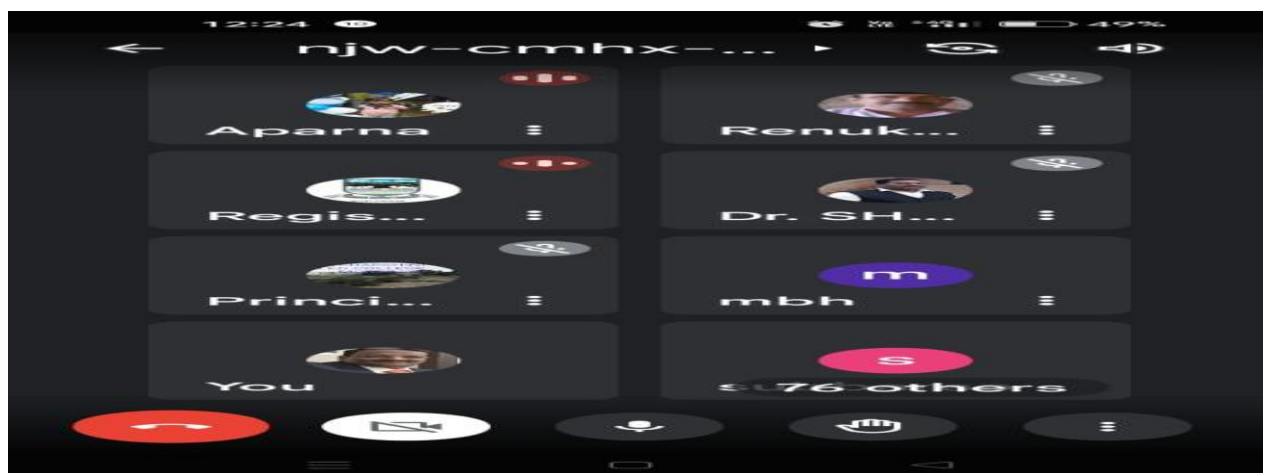 12:24 49%
njw-cmhx-...
Aparna Renuk...
Regis... Dr. SH...
Princi... m
mbh
You s
76 others